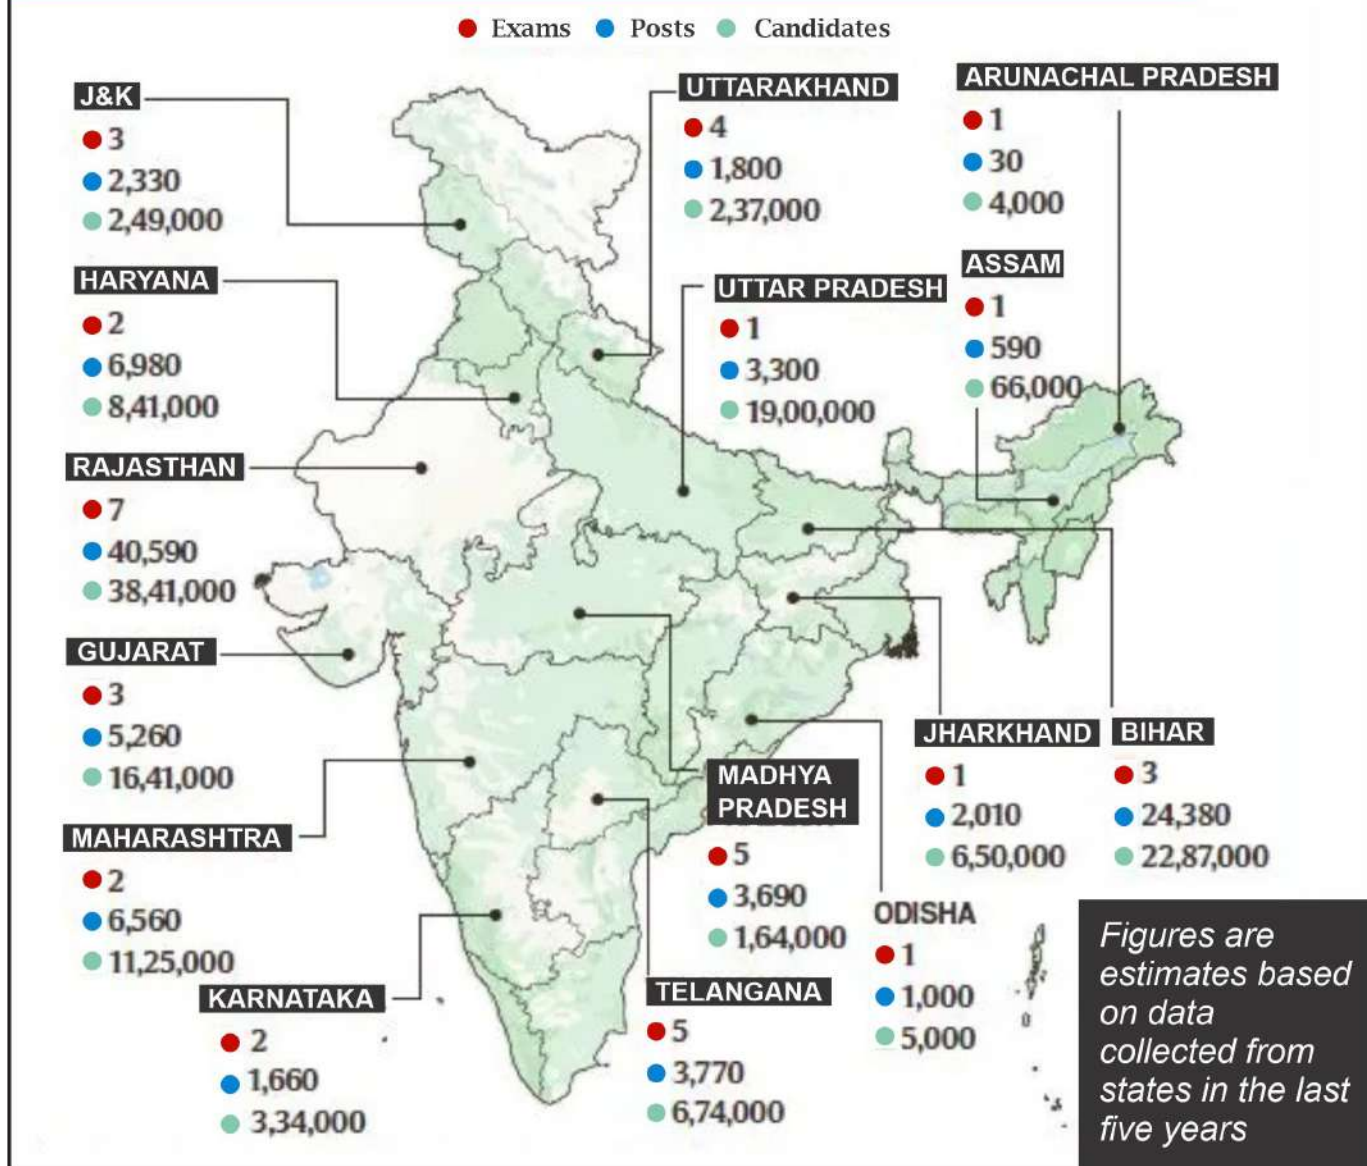 Exams Posts Candidates
J&K
3
2,330
2,49,000
HARYANA
2
6,980
8,41,000
RAJASTHAN
7
40,590
38,41,000
GUJARAT
3
5,260
16,41,000
MAHARASHTRA
2
6,560
11,25,000
KARNATAKA
2
1,660
3,34,000
UTTARAKHAND
4
1,800
2,37,000
UTTAR PRADESH
1
3,300
19,00,000
ARUNACHAL PRADESH
1
30
4,000
ASSAM
1
590
66,000
JHARKHAND
1
2,010
6,50,000
BIHAR
3
24,380
22,87,000
MADHYA
PRADESH
5
3,690
1,64,000
ODISHA
1
1,000
5,000
TELANGANA
5
3,770
6,74,000
Figures are
estimates based
on data
collected from
states in the last
five years